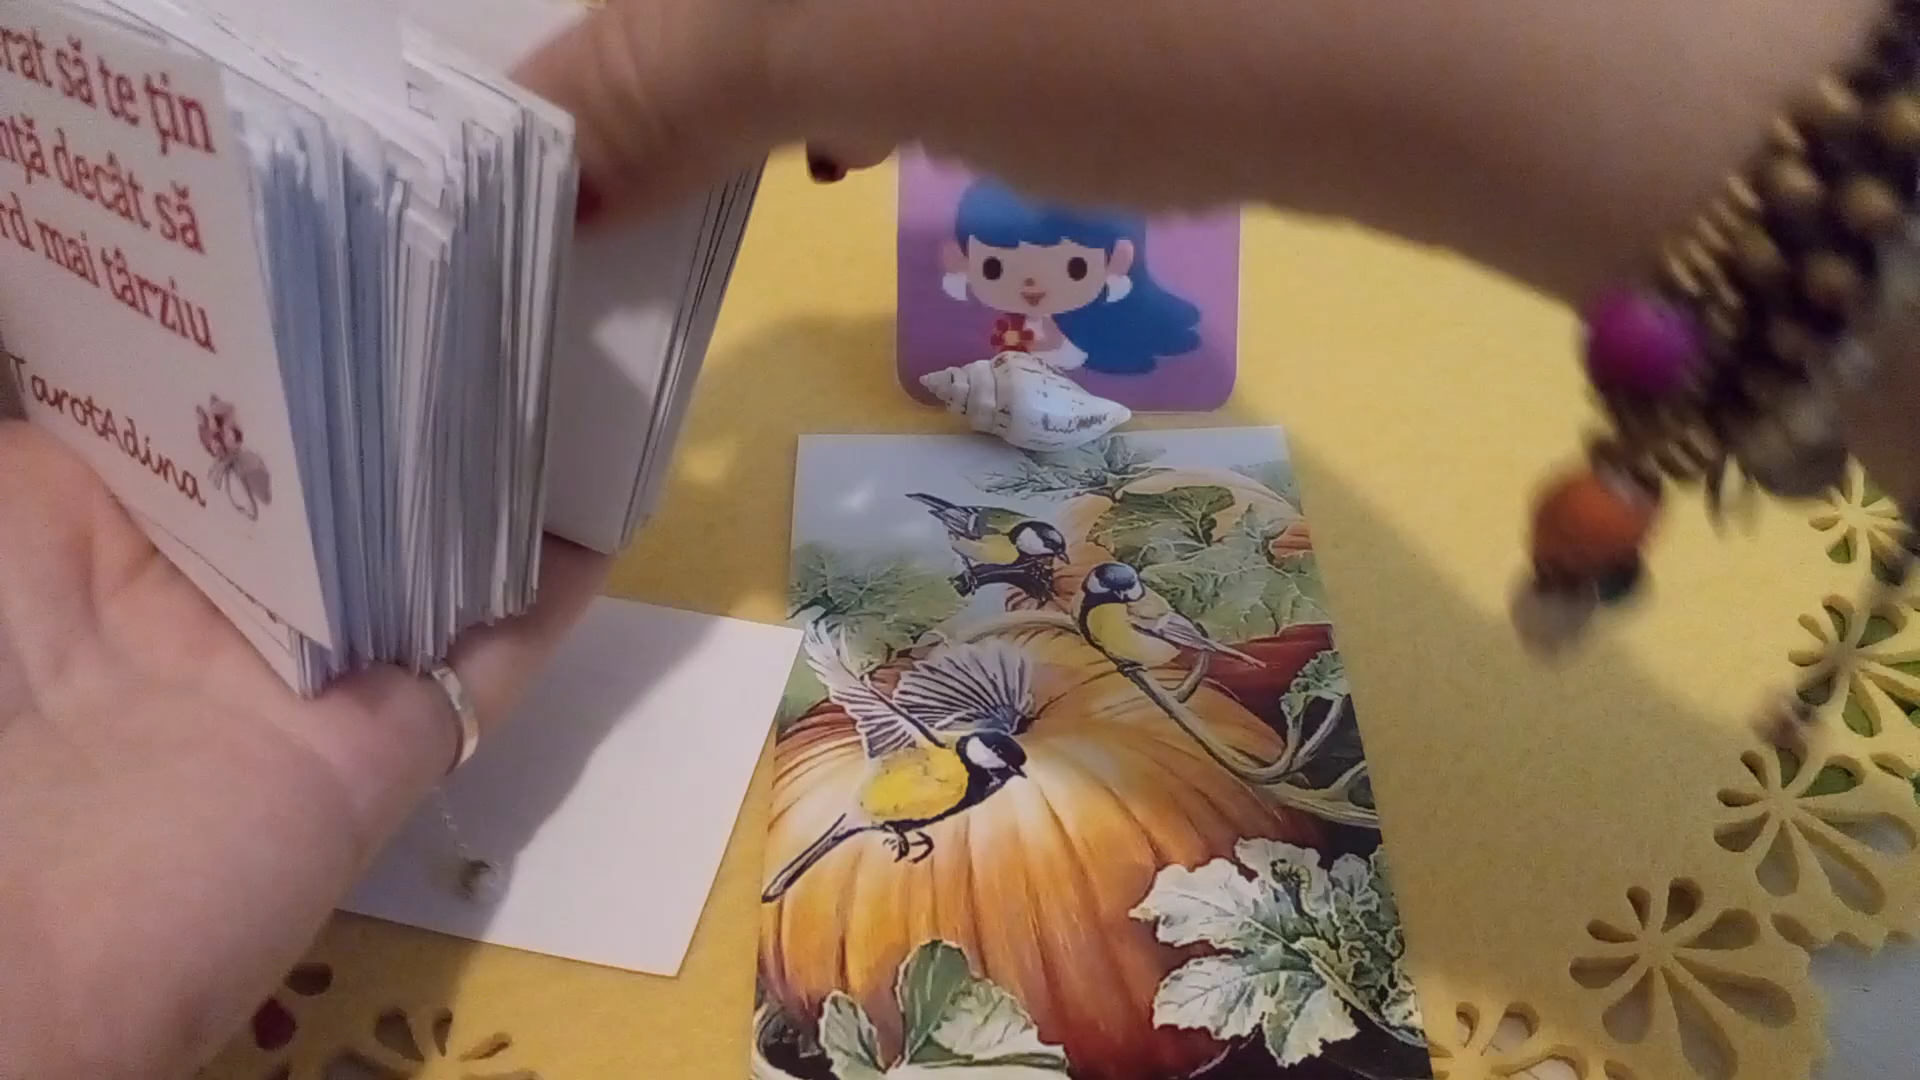 rat să te țin
nță decât să
rd mai târziu
TarotAdina